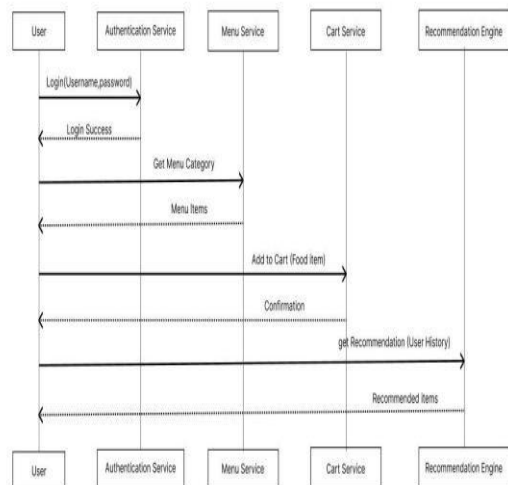 User
Authentication Service
Menu Service
Cart Service
Recommendation Engine
Login(Username,password)
Login Success
Get Menu Category
Menu Items
Add to Cart (Food Item)
Confirmation
get Recommendation (User History)
Recommended Items
User
Authentication Service
Menu Service
Cart Service
Recommendation Engine